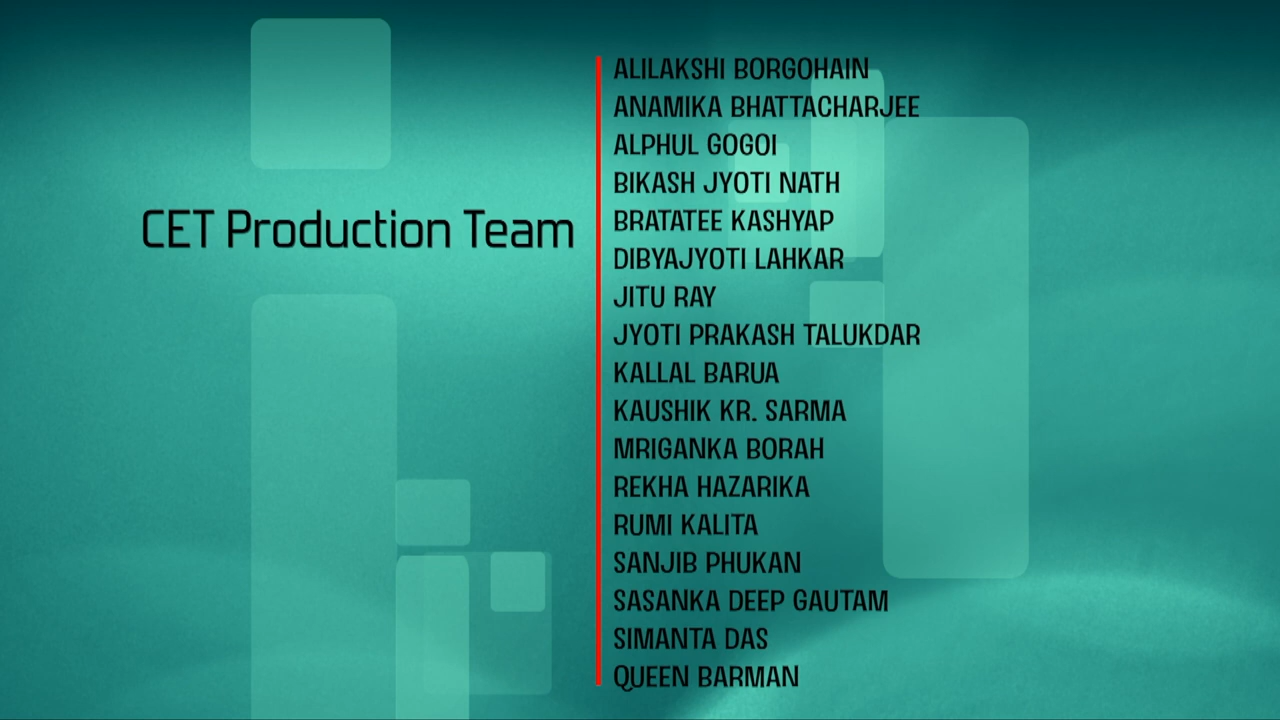 CET Production Team
ALILAKSHI BORGOHAIN
ANAMIKA BHATTACHARJEE
ALPHUL GOGOI
BIKASH JYOTI NATH
BRATATEE KASHYAP
DIBYAJYOTI LAHKAR
JITU RAY
JYOTI PRAKASH TALUKDAR
KALLAL BARUA
KAUSHIK KR. SARMA
MRIGANKA BORAH
REKHA HAZARIKA
RUMI KALITA
SANJIB PHUKAN
SASANKA DEEP GAUTAM
SIMANTA DAS
QUEEN BARMAN